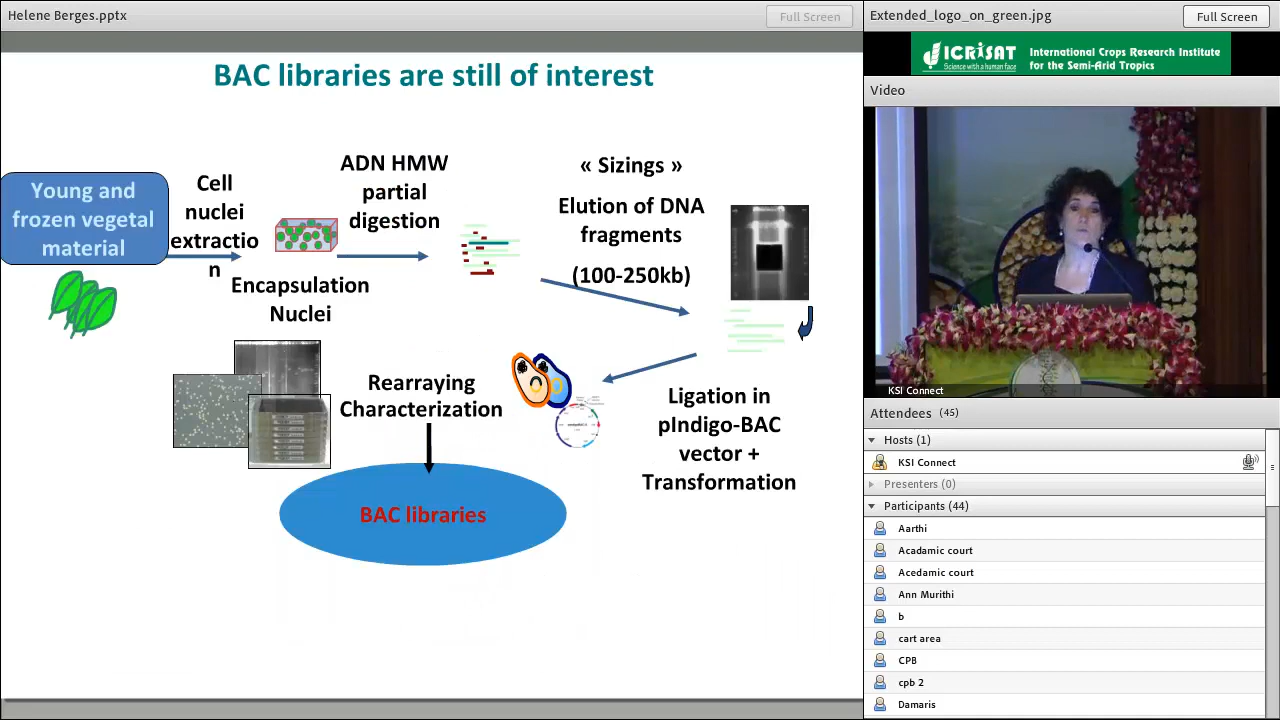 Helene Berges.pptx
Full Screen
BAC libraries are still of interest
Young and
frozen vegetal
material
Cell
nuclei
extractio
n
Encapsulation
Nuclei
ADN HMW
partial
digestion
« Sizings »
Elution of DNA
fragments
(100-250kb)
Ligation in
pIndigo-BAC
vector +
Transformation
Rearraying
Characterization
BAC libraries
Extended_logo_on_green.jpg
Full Screen
ICRISAT
Science with a human face
International Crops Research Institute
for the Semi-Arid Tropics
Video
KSI Connect
Attendees (45)
Hosts (1)
KSI Connect
Presenters (0)
Participants (44)
Aarthi
Acadamic court
Acedamic court
Ann Murithi
b
cart area
CPB
cpb 2
Damaris